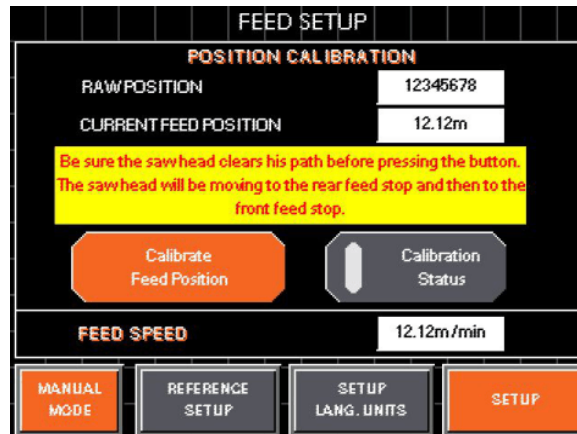 FEED SETUP
POSITION CALIBRATION
RAW POSITION 12345678
CURRENT FEED POSITION 12.12m
Be sure the saw head clears his path before pressing the button.
The saw head will be moving to the rear feed stop and then to the
front feed stop.
Calibrate
Feed Position
Calibration
Status
FEED SPEED 12.12m/min
MANUAL
MODE
REFERENCE
SETUP
SETUP
LANG. UNITS
SETUP